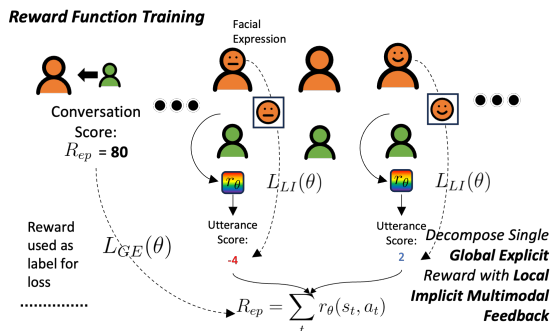 Reward Function Training
Facial
Expression
Conversation
Score:
R_ep = 80
r_θ
L_LI(θ)
r_θ
L_LI(θ)
Utterance
Score:
-4
Utterance
Score:
2
Reward
used as
label for
loss
L_GE(θ)
R_ep = ∑_t r_θ(s_t, a_t)
Decompose Single
Global Explicit
Reward with Local
Implicit Multimodal
Feedback